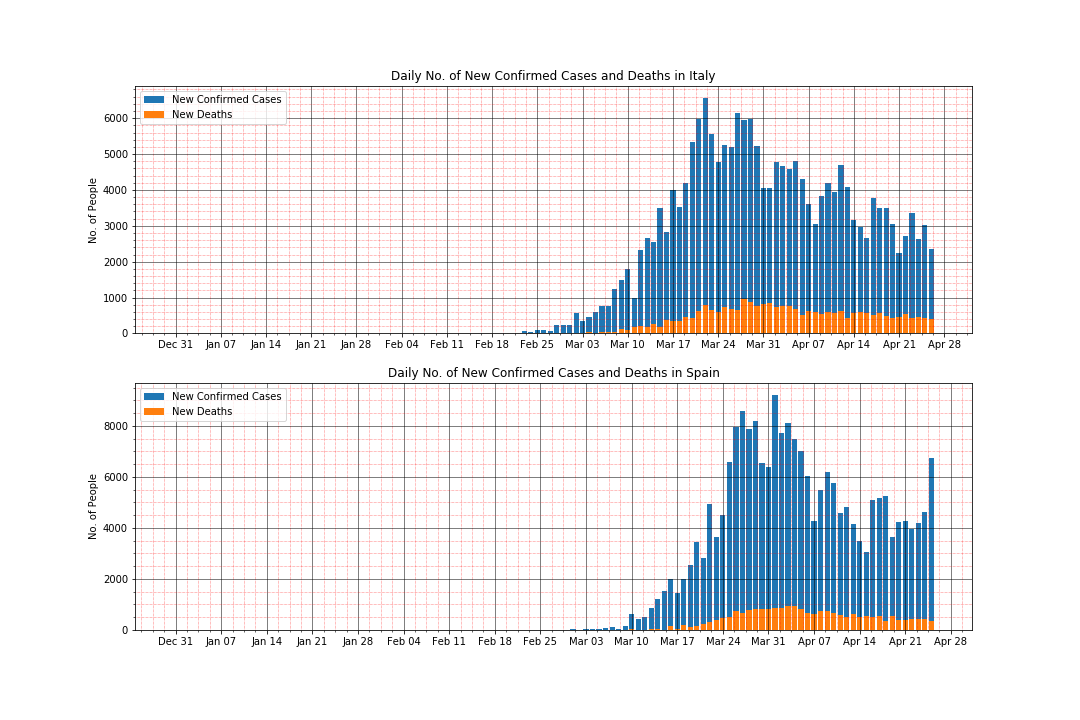 Daily No. of New Confirmed Cases and Deaths in Italy
New Confirmed Cases
New Deaths
No. of People
6000
5000
4000
3000
2000
1000
0
Dec 31 Jan 07 Jan 14 Jan 21 Jan 28 Feb 04 Feb 11 Feb 18 Feb 25 Mar 03 Mar 10 Mar 17 Mar 24 Mar 31 Apr 07 Apr 14 Apr 21 Apr 28
Daily No. of New Confirmed Cases and Deaths in Spain
New Confirmed Cases
New Deaths
No. of People
8000
6000
4000
2000
0
Dec 31 Jan 07 Jan 14 Jan 21 Jan 28 Feb 04 Feb 11 Feb 18 Feb 25 Mar 03 Mar 10 Mar 17 Mar 24 Mar 31 Apr 07 Apr 14 Apr 21 Apr 28